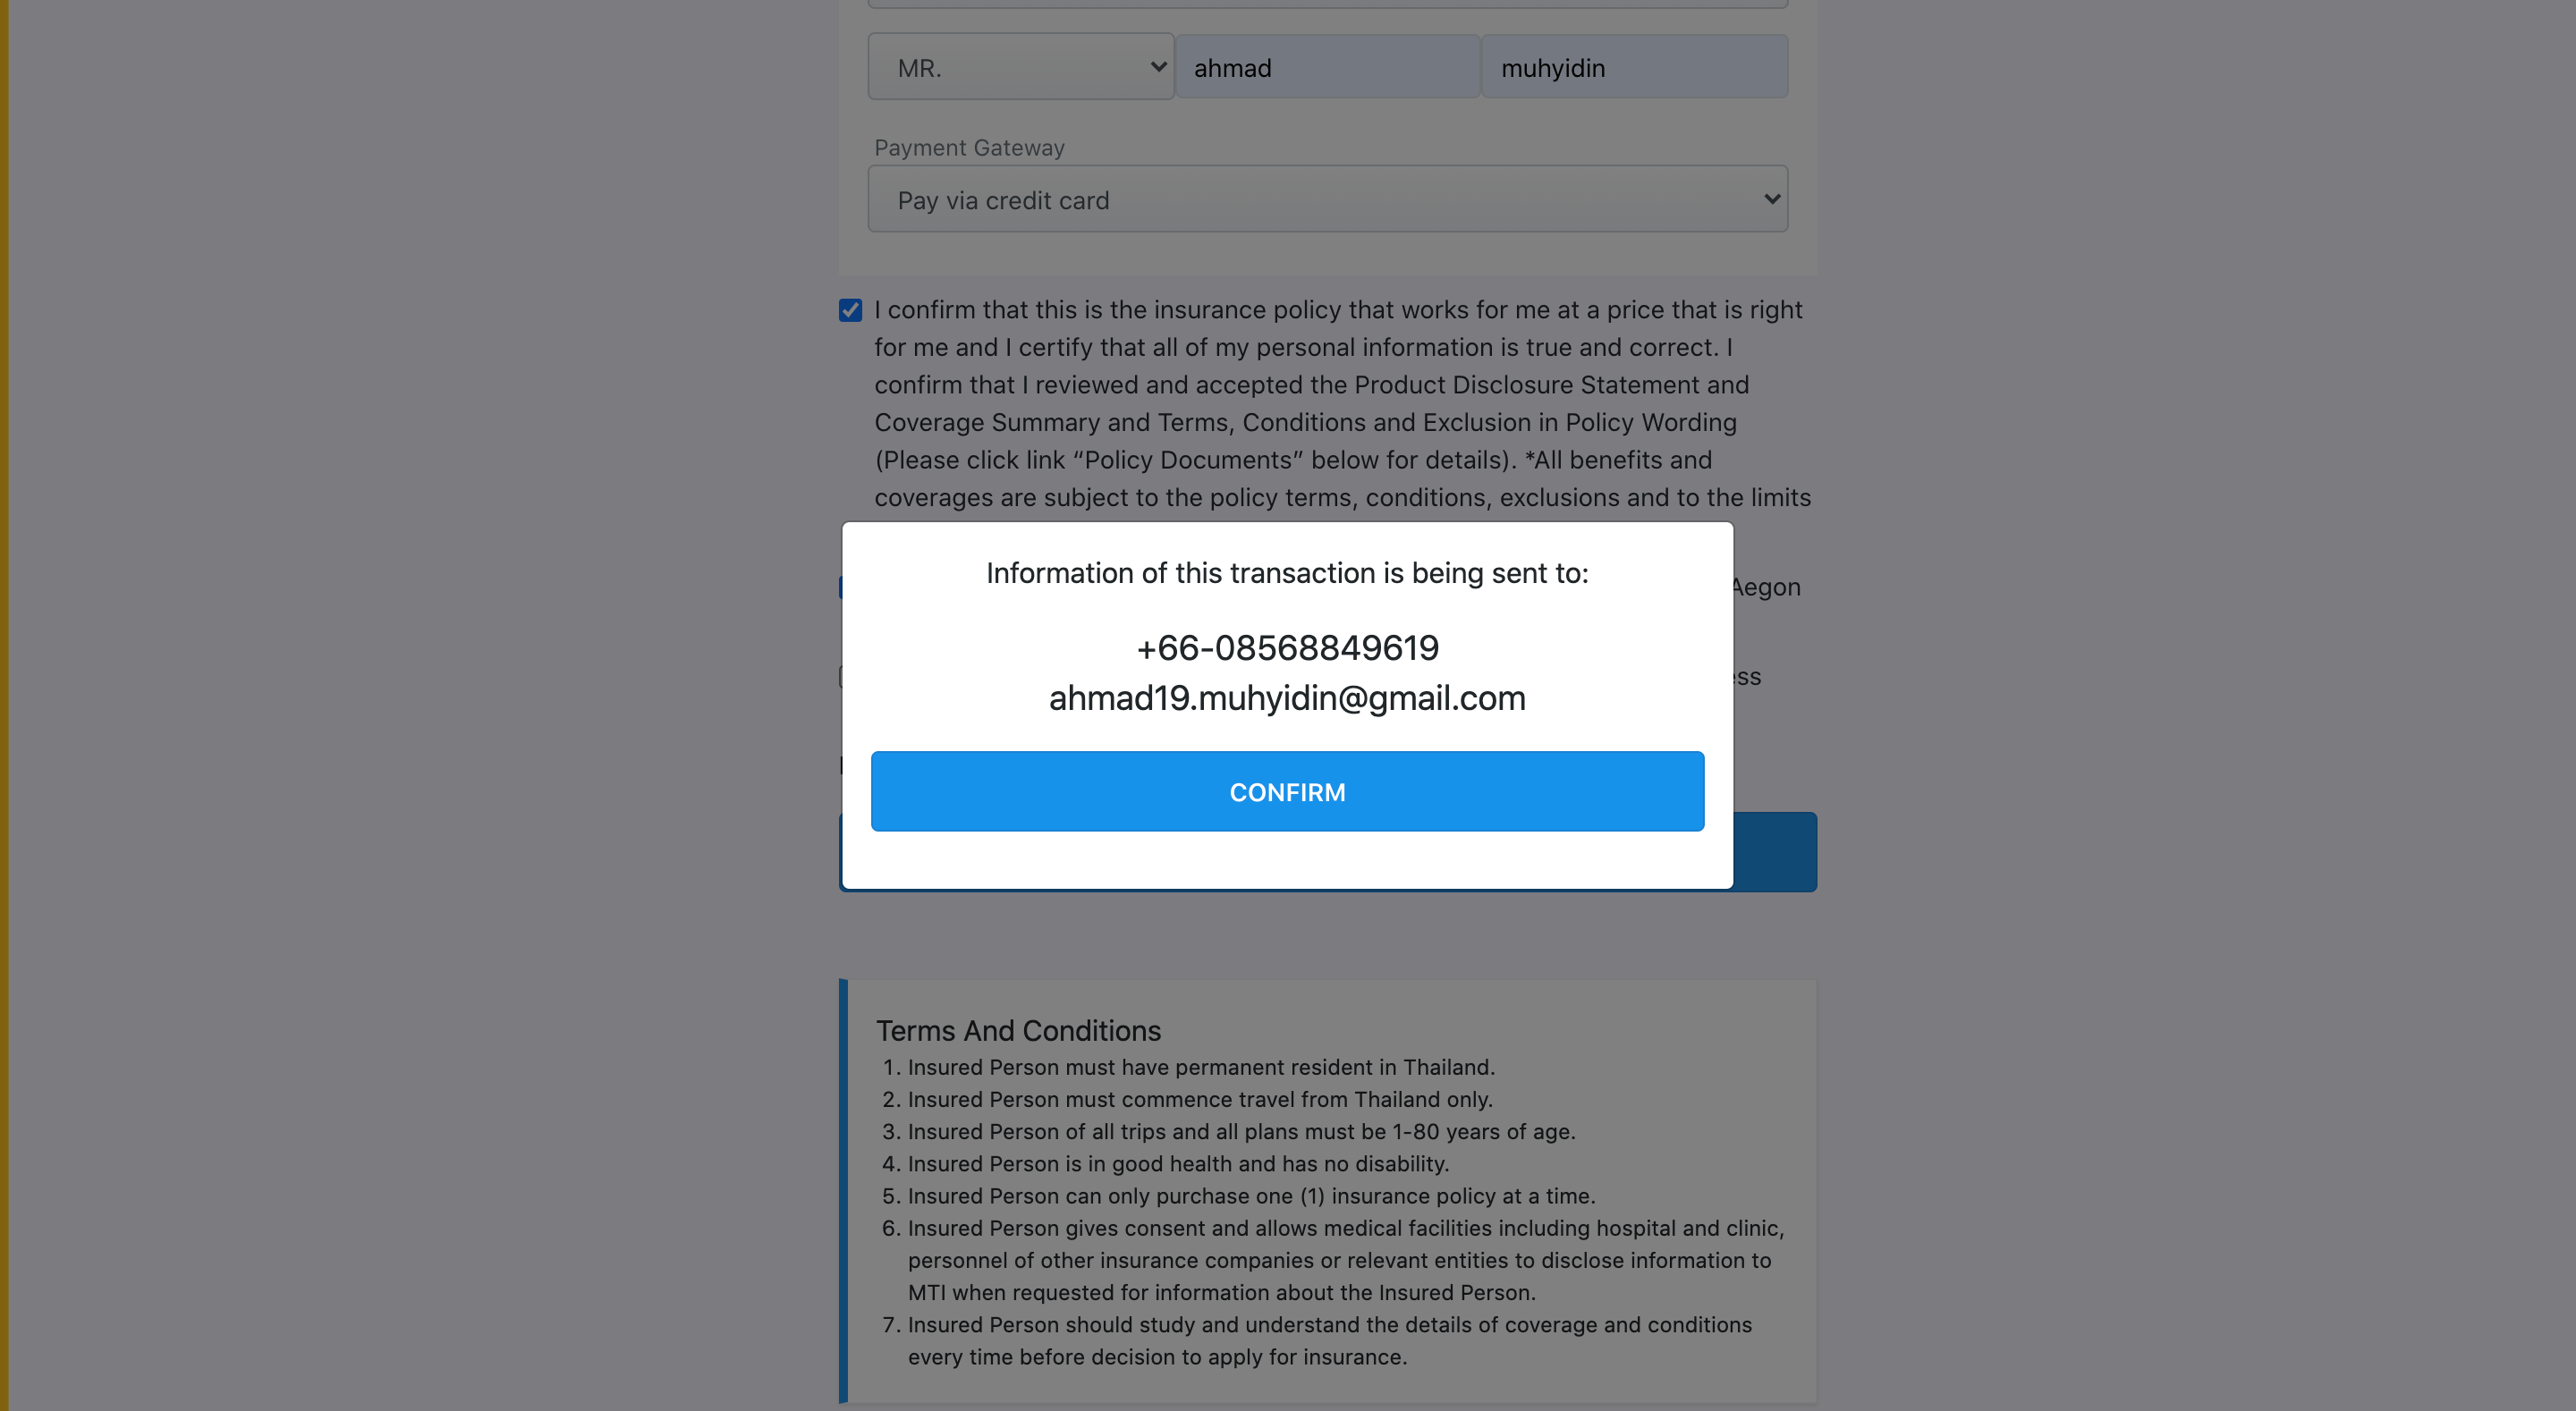 MR.
ahmad
muhyidin
Payment Gateway
Pay via credit card
I confirm that this is the insurance policy that works for me at a price that is right
for me and I certify that all of my personal information is true and correct. I
confirm that I reviewed and accepted the Product Disclosure Statement and
Coverage Summary and Terms, Conditions and Exclusion in Policy Wording
(Please click link “Policy Documents” below for details). *All benefits and
coverages are subject to the policy terms, conditions, exclusions and to the limits
Information of this transaction is being sent to:
Aegon
+66-08568849619
ahmad19.muhyidin@gmail.com
CONFIRM
Terms And Conditions
1. Insured Person must have permanent resident in Thailand.
2. Insured Person must commence travel from Thailand only.
3. Insured Person of all trips and all plans must be 1-80 years of age.
4. Insured Person is in good health and has no disability.
5. Insured Person can only purchase one (1) insurance policy at a time.
6. Insured Person gives consent and allows medical facilities including hospital and clinic,
personnel of other insurance companies or relevant entities to disclose information to
MTI when requested for information about the Insured Person.
7. Insured Person should study and understand the details of coverage and conditions
every time before decision to apply for insurance.